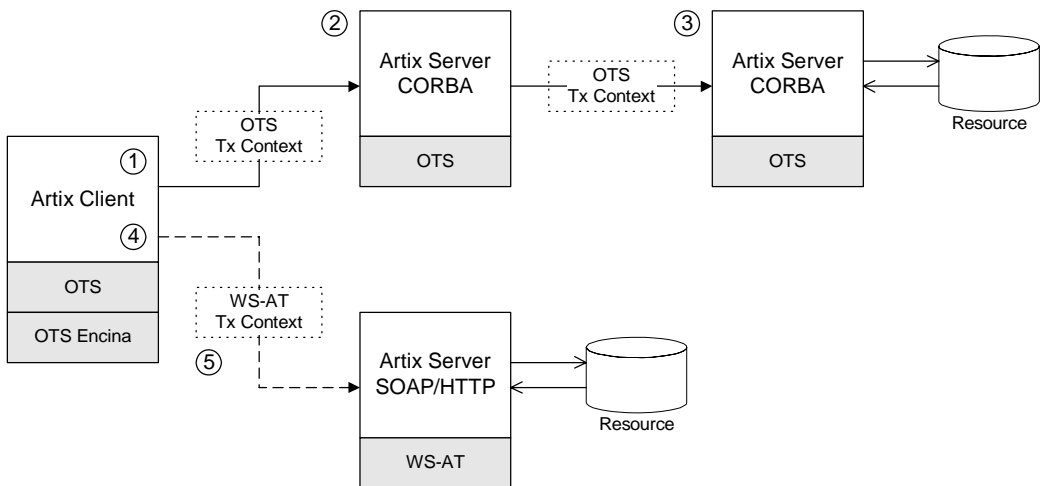 ②
Artix Server
CORBA
OTS
OTS
Tx Context
③
Artix Server
CORBA
OTS
Resource
OTS
Tx Context
①
Artix Client
④
OTS
OTS Encina
WS-AT
Tx Context
⑤
Artix Server
SOAP/HTTP
WS-AT
Resource